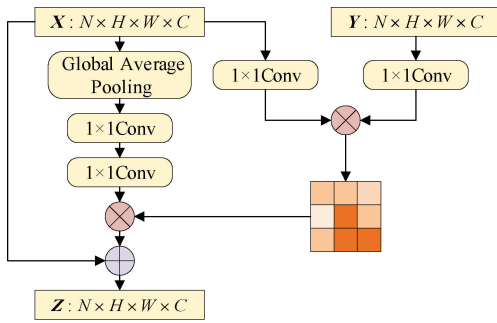 X: N×H×W×C
Y: N×H×W×C
Global Average
Pooling
1×1Conv
1×1Conv
1×1Conv
1×1Conv
Z: N×H×W×C